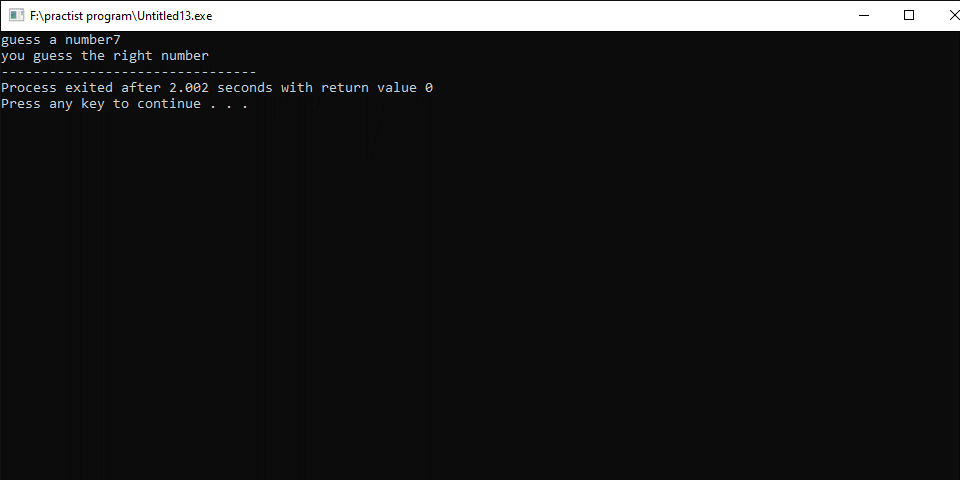 F:\practist program\Untitled13.exe
guess a number7
you guess the right number
--------------------------------
Process exited after 2.002 seconds with return value 0
Press any key to continue . . .